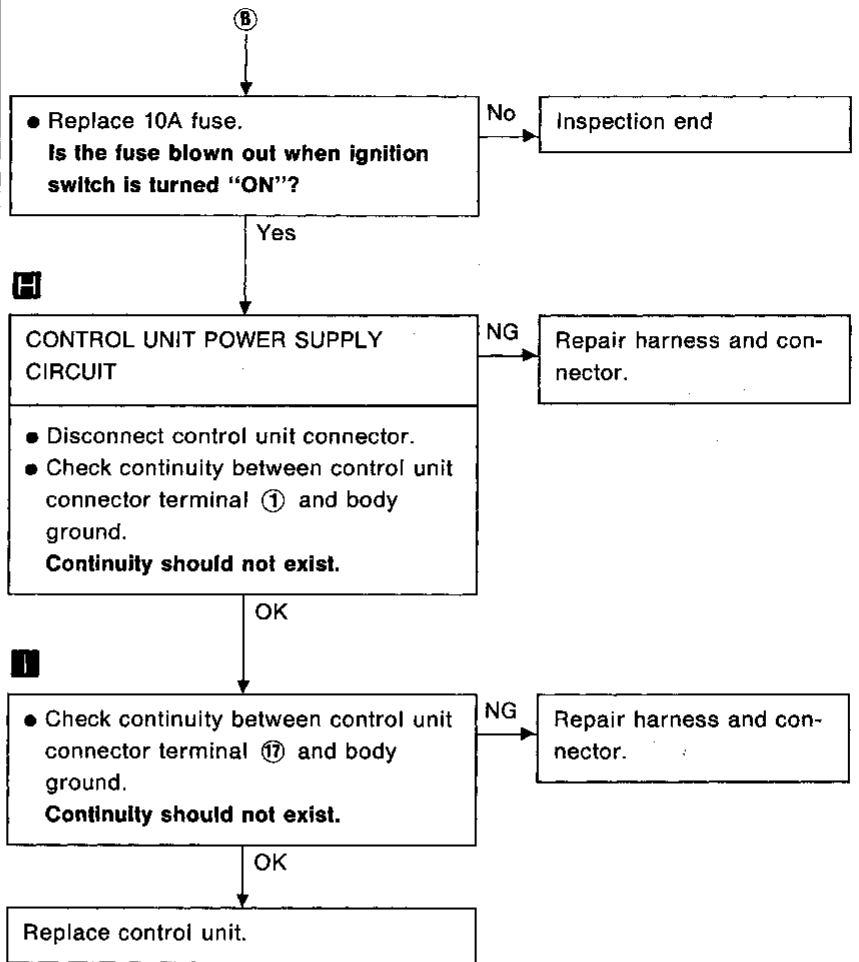 B
● Replace 10A fuse.
Is the fuse blown out when ignition
switch is turned "ON"?
No
Inspection end
Yes
H
CONTROL UNIT POWER SUPPLY
CIRCUIT
NG
Repair harness and con-
nector.
● Disconnect control unit connector.
● Check continuity between control unit
connector terminal ① and body
ground.
Continuity should not exist.
OK
I
● Check continuity between control unit
connector terminal ⑰ and body
ground.
Continuity should not exist.
NG
Repair harness and con-
nector.
OK
Replace control unit.